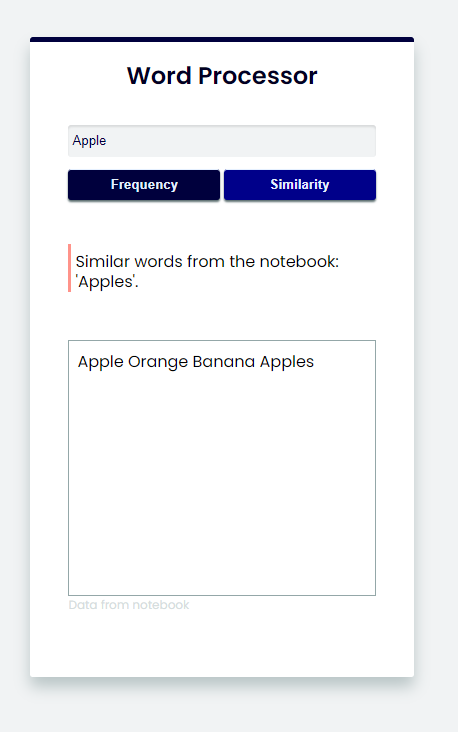 Word Processor
Apple
Frequency Similarity
Similar words from the notebook:
'Apples'.
Apple Orange Banana Apples
Data from notebook